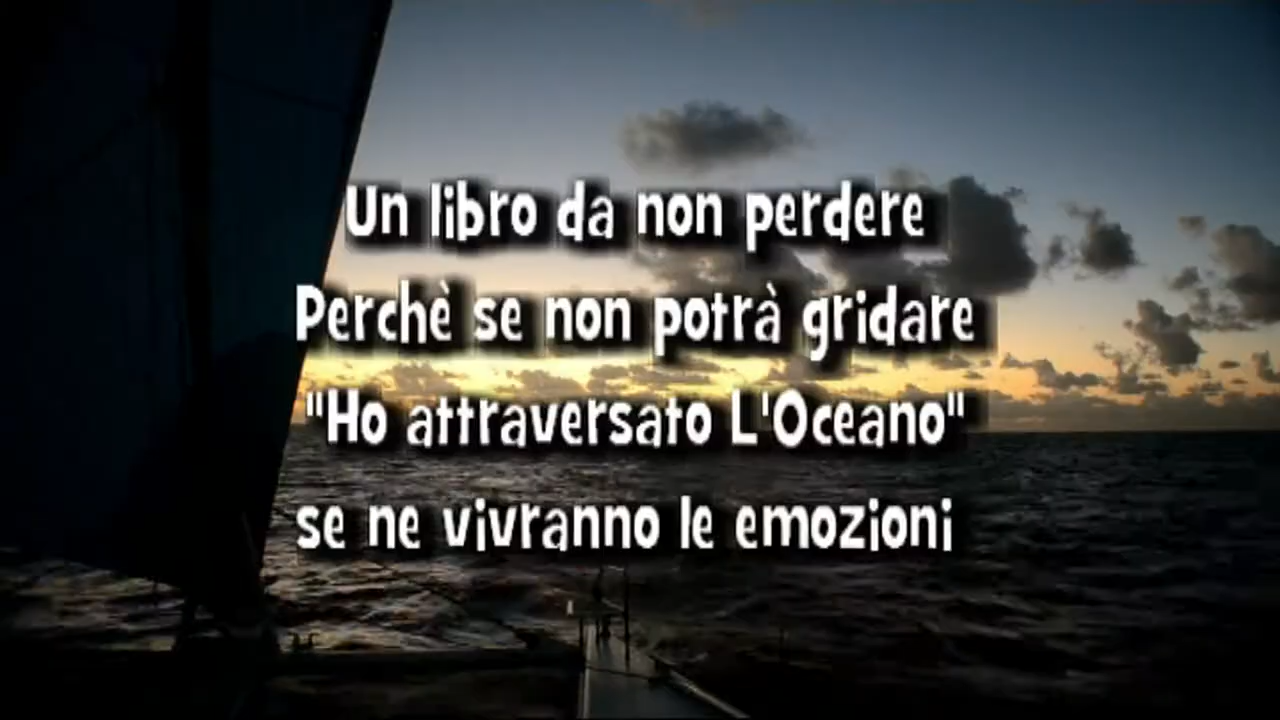 Un libro da non perdere
Perchè se non potrà gridare
"Ho attraversato L'Oceano"
se ne vivranno le emozioni